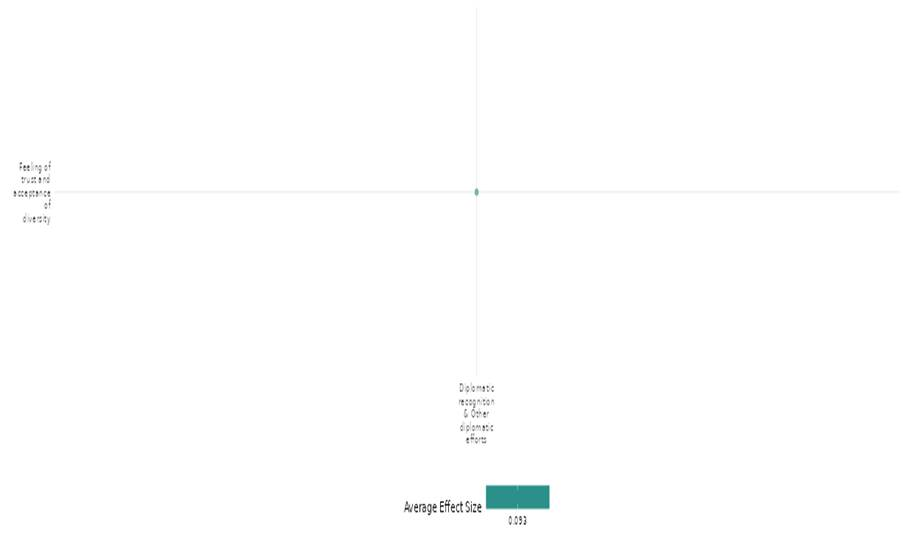 Feeling of
trust and
acceptance
of
diversity
Diplomatic
recognition
& Other
diplomatic
efforts
Average Effect Size
0.093